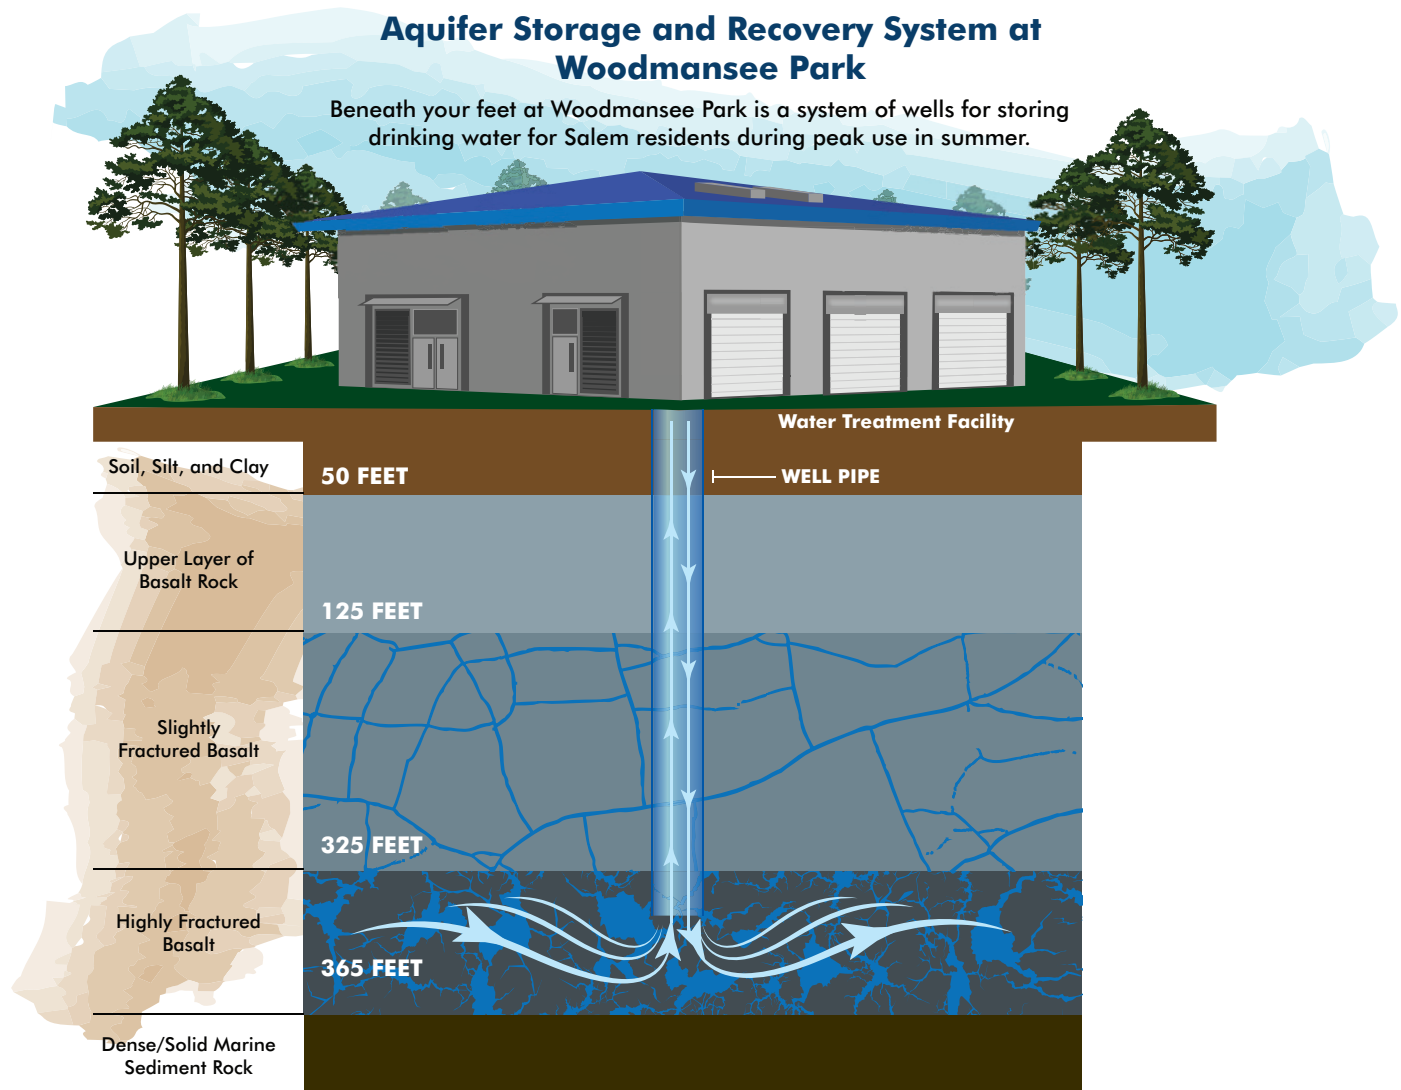 Aquifer Storage and Recovery System at
Woodmansee Park
Beneath your feet at Woodmansee Park is a system of wells for storing
drinking water for Salem residents during peak use in summer.
Water Treatment Facility
Soil, Silt, and Clay
50 FEET
WELL PIPE
Upper Layer of
Basalt Rock
125 FEET
Slightly
Fractured Basalt
325 FEET
Highly Fractured
Basalt
365 FEET
Dense/Solid Marine
Sediment Rock